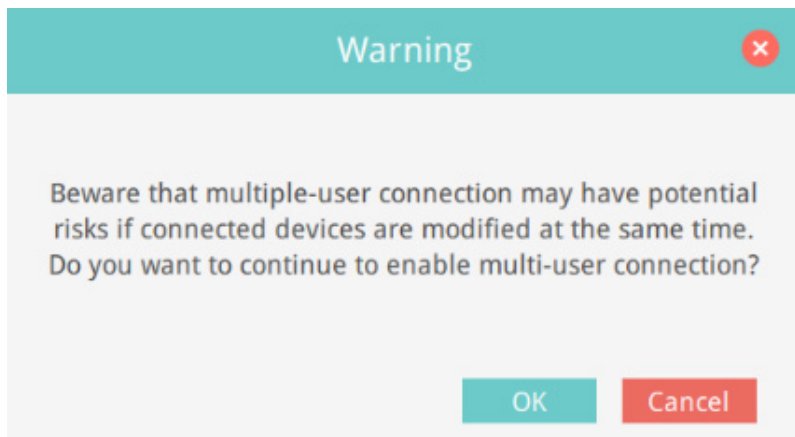 Warning
Beware that multiple-user connection may have potential
risks if connected devices are modified at the same time.
Do you want to continue to enable multi-user connection?
OK
Cancel